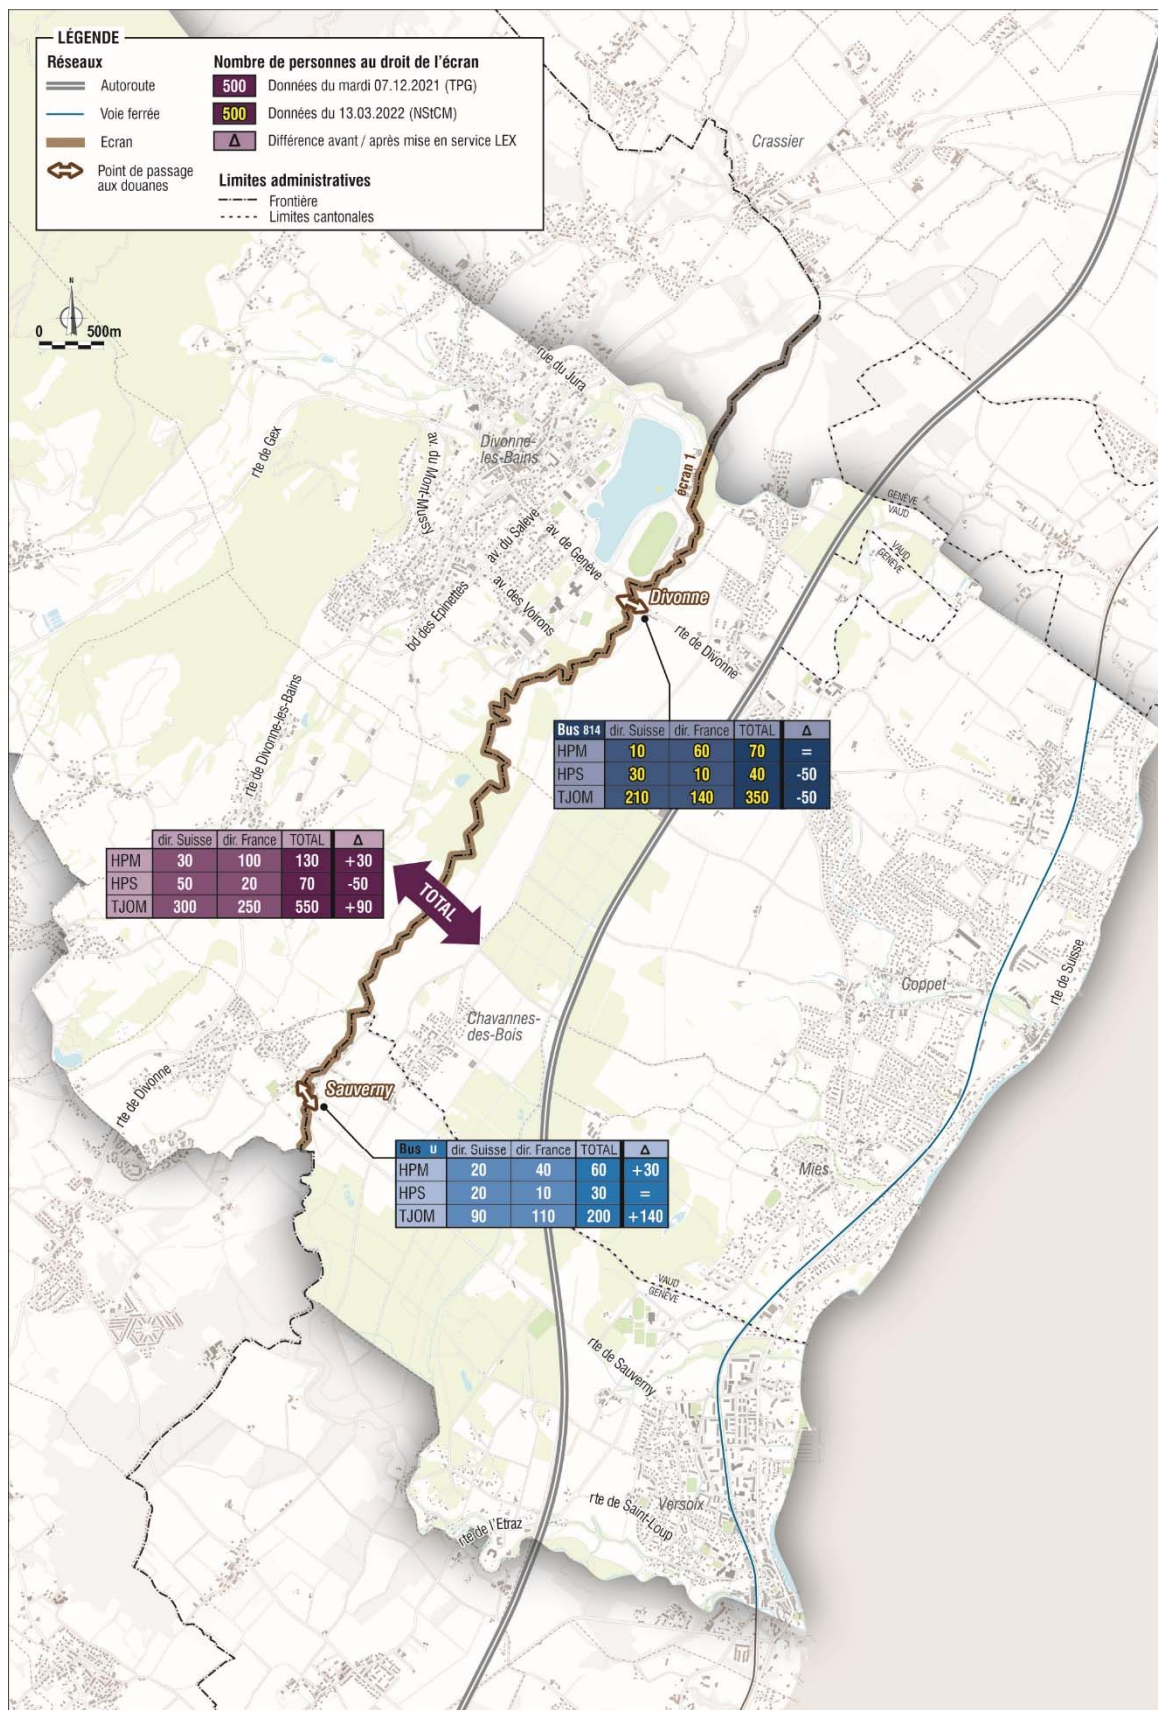 LÉGENDE
Réseaux
Autoroute
Voie ferrée
Ecran
Point de passage
aux douanes
Nombre de personnes au droit de l'écran
500 Données du mardi 07.12.2021 (TPG)
500 Données du 13.03.2022 (NStCM)
Δ Différence avant / après mise en service LEX
Limites administratives
Frontière
Limites cantonales
N
0 500m
Crassier
rue du Jura
Divonne-
les-Bains
rte de Gex
av. du Mont-Mussy
écran 1
av. du Salève
av. de Genève
av. des Voirons
bd des Epinettes
Divonne
rte de Divonne
GENÈVE
VAUD
VAUD
GENÈVE
rte de Divonne-les-Bains
Bus 814 dir. Suisse dir. France TOTAL Δ
HPM 10 60 70 =
HPS 30 10 40 -50
TJOM 210 140 350 -50
dir. Suisse dir. France TOTAL Δ
HPM 30 100 130 +30
HPS 50 20 70 -50
TJOM 300 250 550 +90
TOTAL
Coppet
rte de Suisse
Chavannes-
des-Bois
rte de Divonne
Sauverny
Bus U dir. Suisse dir. France TOTAL Δ
HPM 20 40 60 +30
HPS 20 10 30 =
TJOM 90 110 200 +140
Mies
VAUD
GENÈVE
rte de Sauverny
rte de Saint-Loup
Versoix
rte de l'Etraz